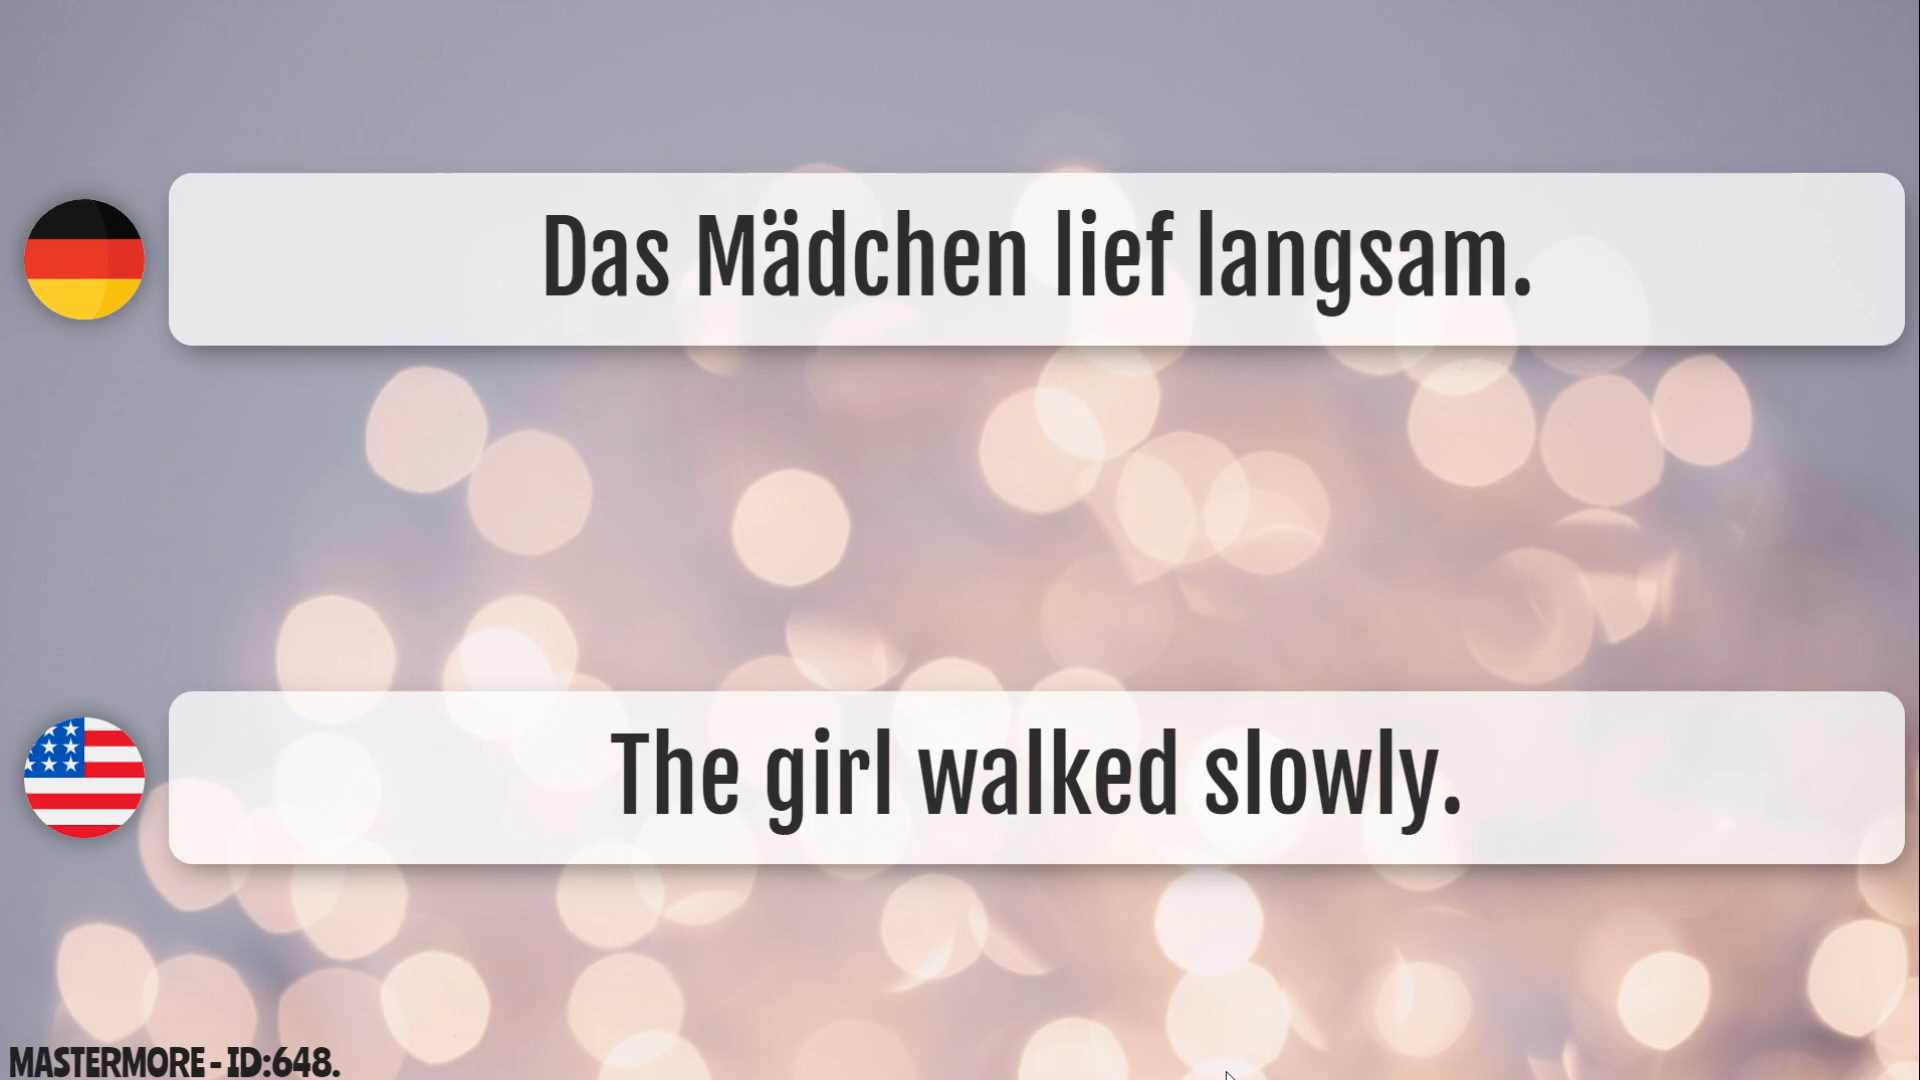 Das Mädchen lief langsam.
The girl walked slowly.
MASTERMORE - ID:648.